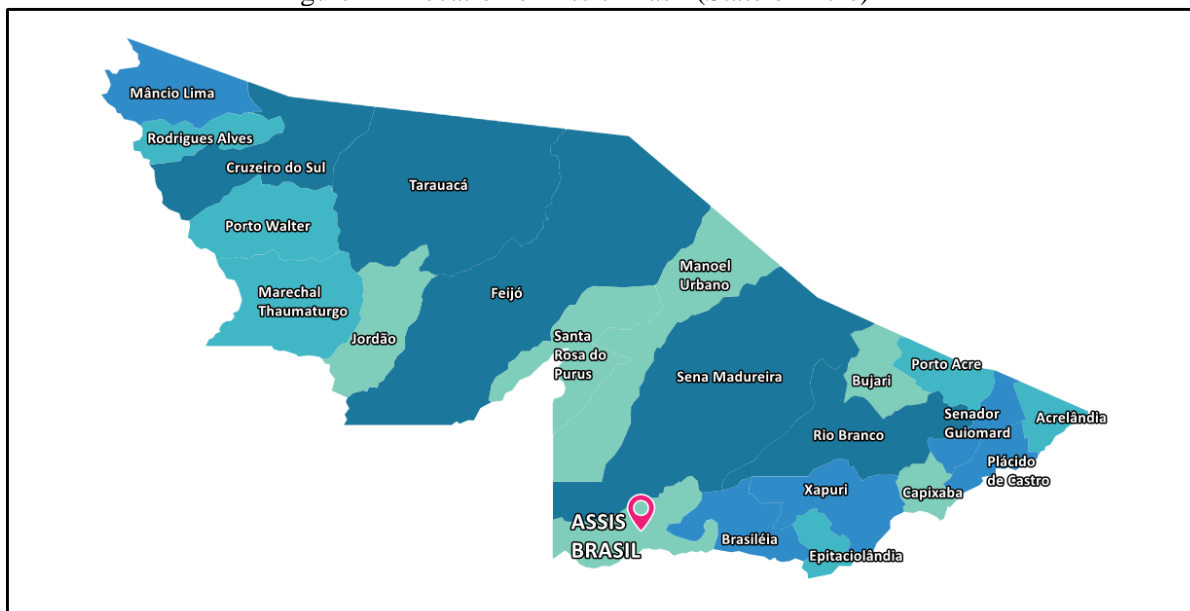 Mâncio Lima
Rodrigues Alves
Cruzeiro do Sul
Tarauacá
Porto Walter
Manoel
Urbano
Marechal
Thaumaturgo
Feijó
Jordão
Santa
Rosa do
Purus
Sena Madureira
Bujari
Porto Acre
Senador
Guiomard
Acrelândia
Rio Branco
Plácido
de Castro
Xapuri
Capixaba
ASSIS
BRASIL
Brasiléia
Epitaciolândia